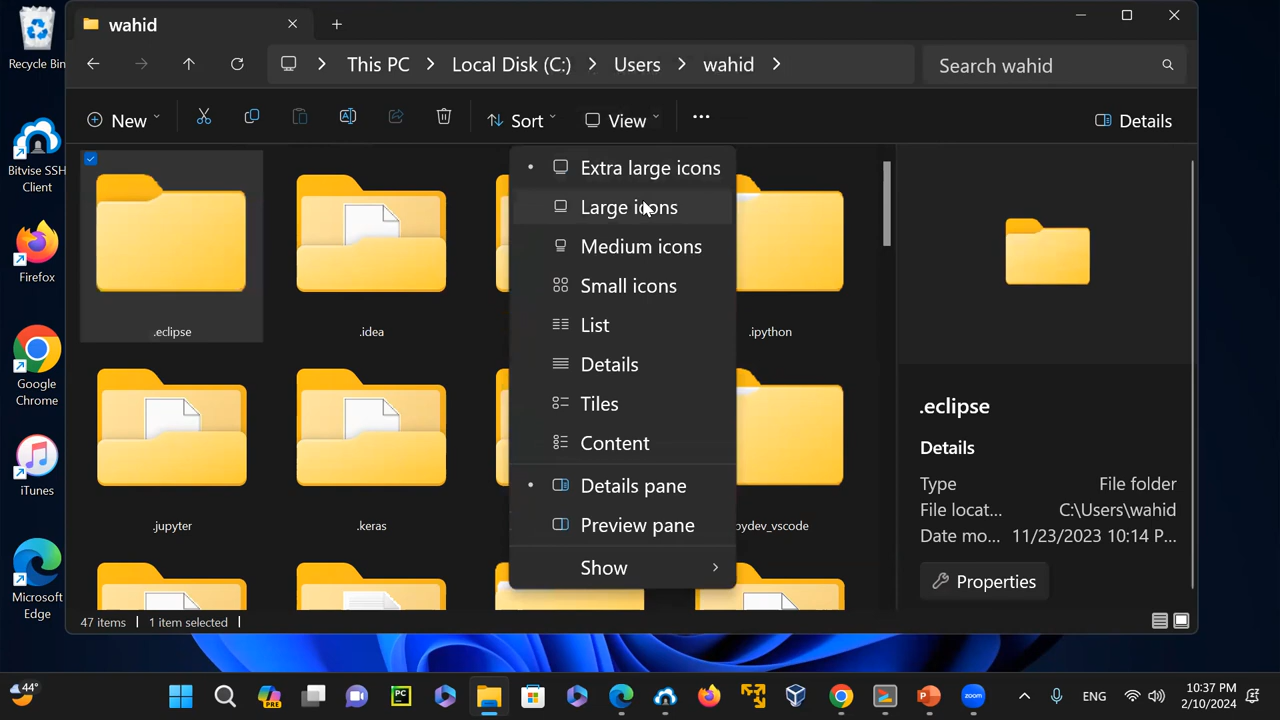 Recycle Bin
Bitvise SSH
Client
Firefox
Google
Chrome
iTunes
Microsoft
Edge
wahid
This PC
Local Disk (C:)
Users
wahid
Search wahid
New
Sort
View
Details
Extra large icons
Large icons
Medium icons
Small icons
List
Details
Tiles
Content
Details pane
Preview pane
Show
.eclipse
.idea
.ipython
.jupyter
.keras
pydev_vscode
.eclipse
Details
Type File folder
File locat... C:\Users\wahid
Date mo... 11/23/2023 10:14 P...
Properties
47 items
1 item selected
44°
PRE
PC
zoom
ENG
10:37 PM
2/10/2024